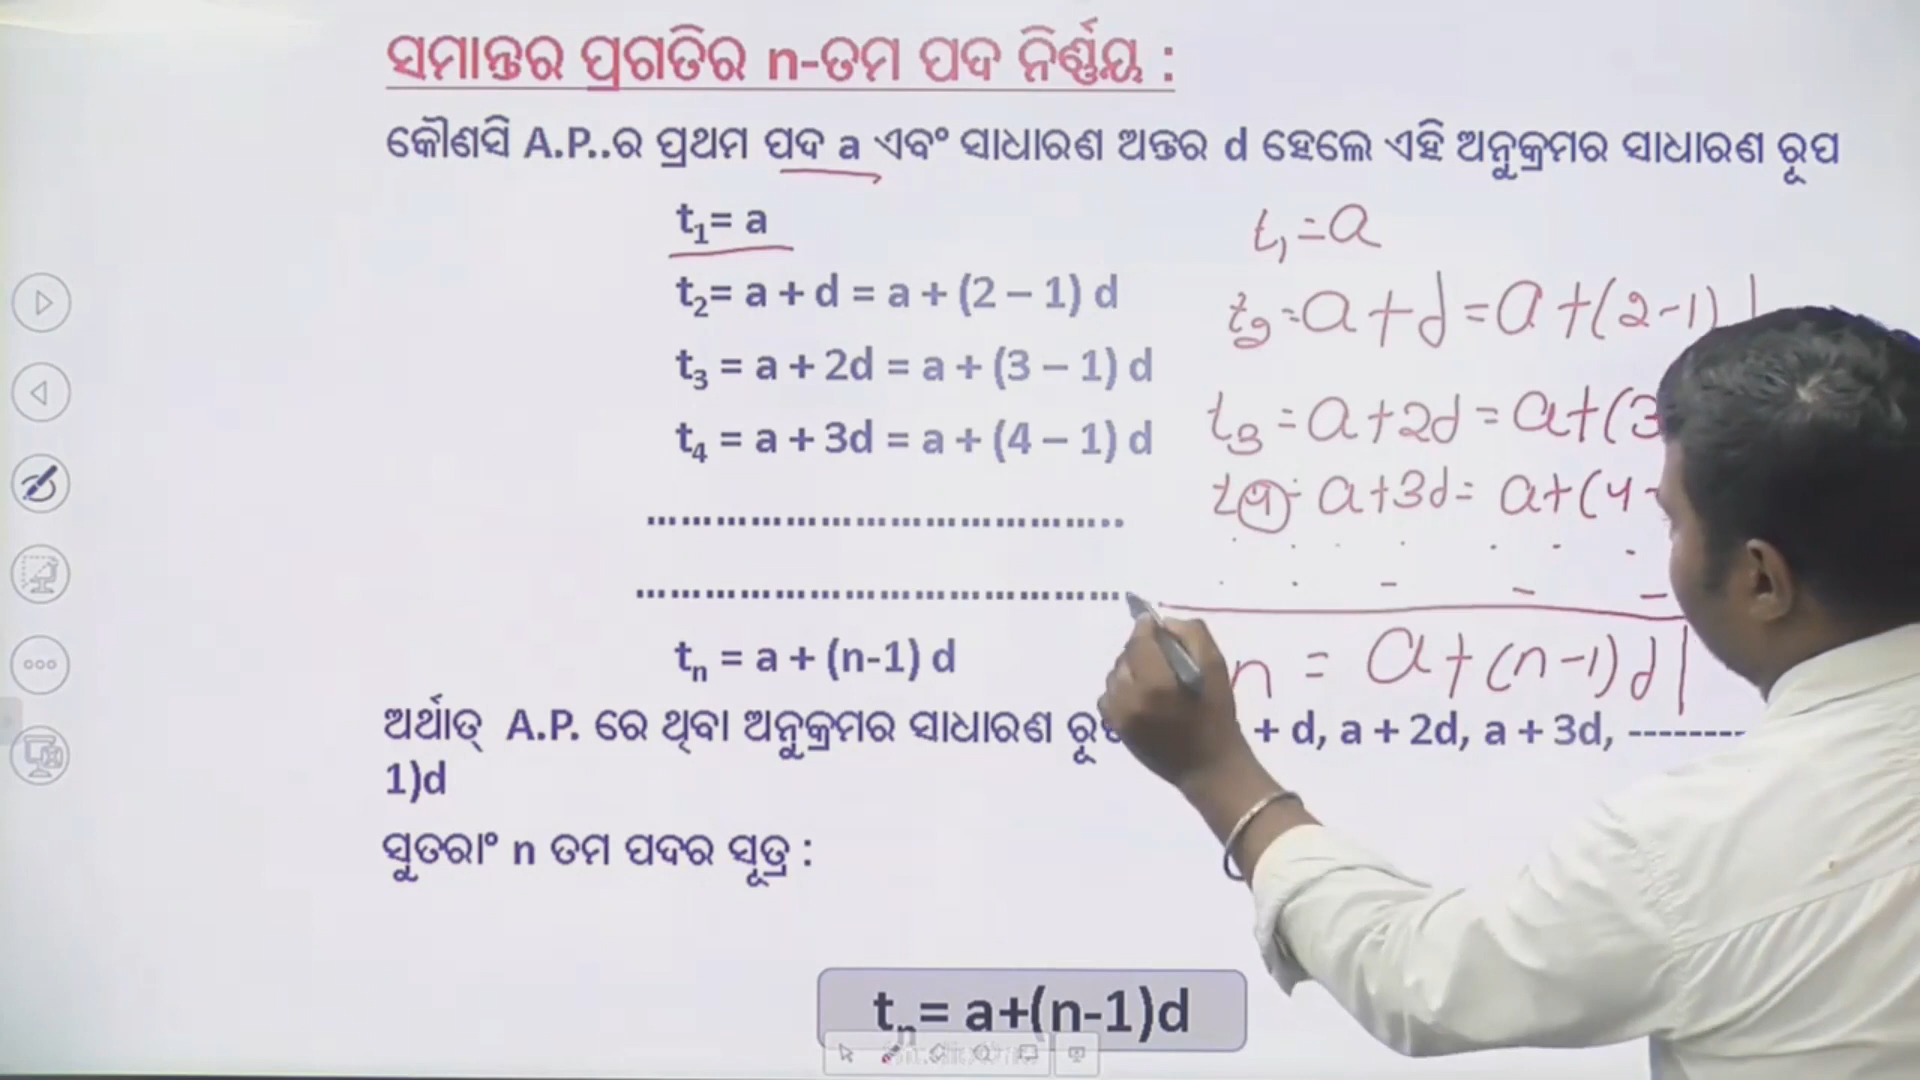 ସମାନ୍ତର ପ୍ରଗତିର n-ତମ ପଦ ନିର୍ଣ୍ଣୟ :
କୌଣସି A.P..ର ପ୍ରଥମ ପଦ a ଏବଂ ସାଧାରଣ ଅନ୍ତର d ହେଲେ ଏହି ଅନୁକ୍ରମର ସାଧାରଣ ରୂପ
t₁= a
t₂= a + d = a + (2 – 1) d
t₃ = a + 2d = a + (3 – 1) d
t₄ = a + 3d = a + (4 – 1) d
tₙ = a + (n-1) d
t₁ = a
t₂ = a + d = a + (2-1)
t₃ = a + 2d = a + (3
t₄ = a + 3d = a + (4 -
n = a + (n-1)d
ଅର୍ଥାତ୍ A.P. ରେ ଥିବା ଅନୁକ୍ରମର ସାଧାରଣ + d, a + 2d, a + 3d, --------
1)d
ସୁତରାଂ n ତମ ପଦର ସୂତ୍ର :
tₙ= a+(n-1)d